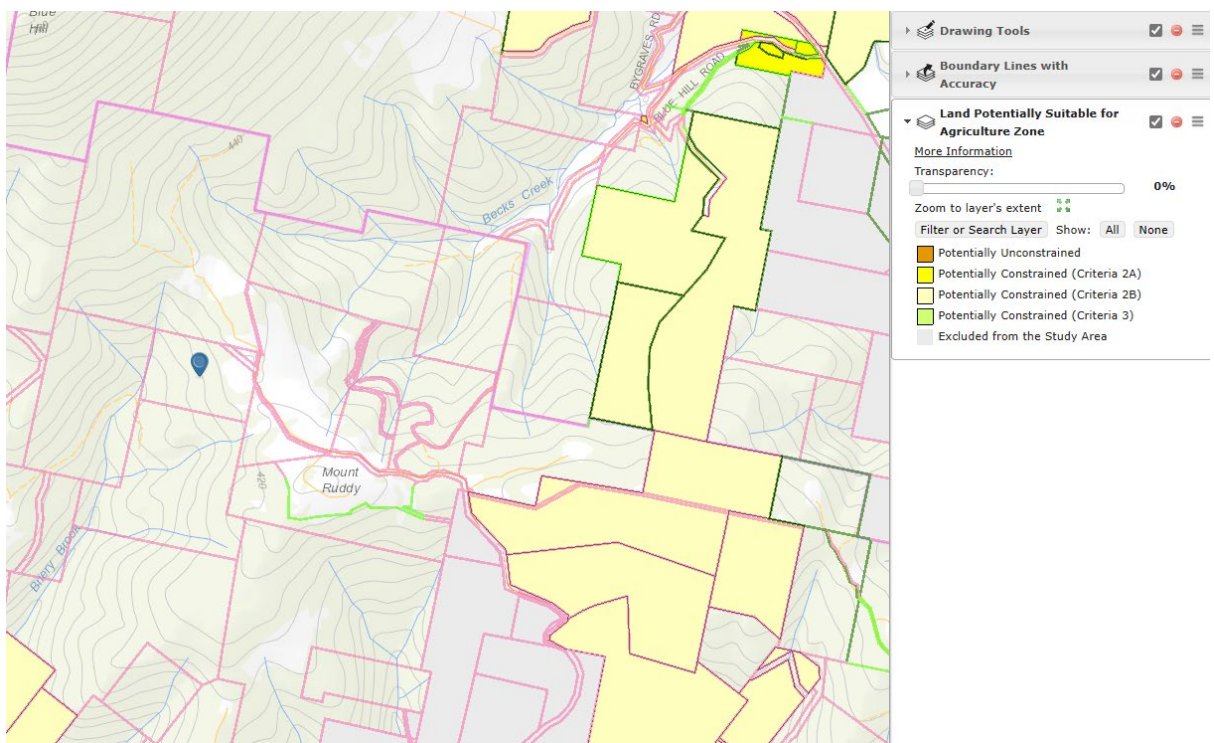 Blue
Hill
BYGRAVES RD
BLUE HILL ROAD
440
Becks Creek
Mount
Ruddy
420
Briery Brook
Drawing Tools
Boundary Lines with
Accuracy
Land Potentially Suitable for
Agriculture Zone
More Information
Transparency:
0%
Zoom to layer's extent
Filter or Search Layer Show: All None
Potentially Unconstrained
Potentially Constrained (Criteria 2A)
Potentially Constrained (Criteria 2B)
Potentially Constrained (Criteria 3)
Excluded from the Study Area